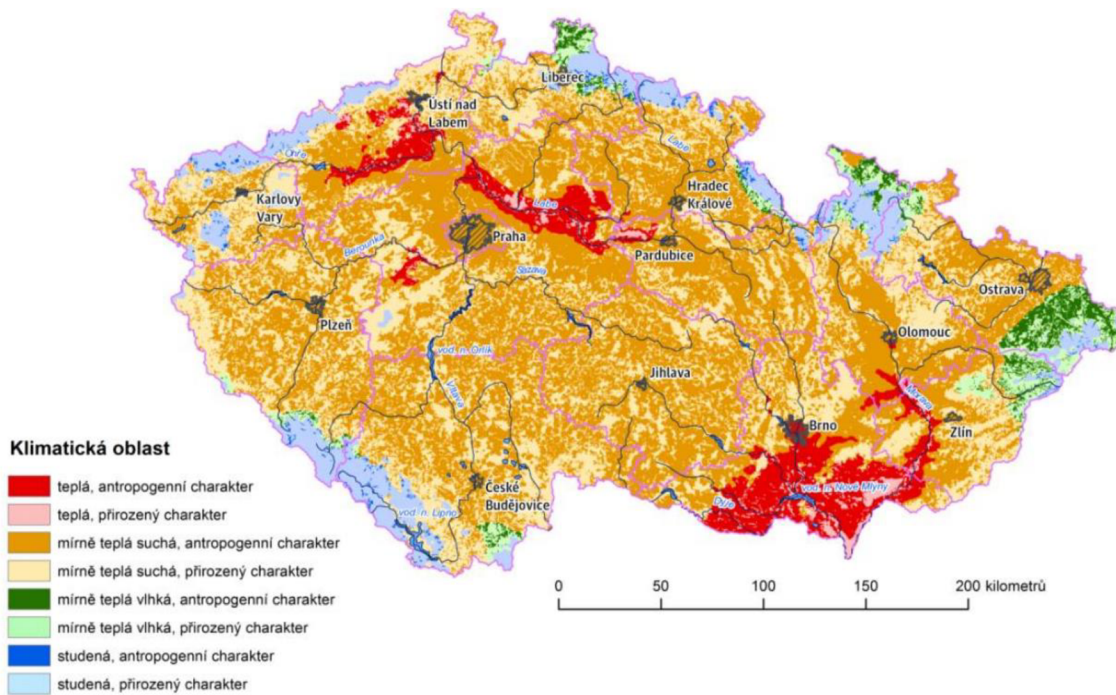 Liberec
Ústí nad
Labem
Ohře
Labe
Karlovy
Vary
Hradec
Králové
Labe
Praha
Berounka
Pardubice
Sázava
Ostrava
Plzeň
Olomouc
vod. n. Orlík
Jihlava
Vltava
Morava
Brno
Zlín
Klimatická oblast
teplá, antropogenní charakter
teplá, přirozený charakter
mírně teplá suchá, antropogenní charakter
mírně teplá suchá, přirozený charakter
mírně teplá vlhká, antropogenní charakter
mírně teplá vlhká, přirozený charakter
studená, antropogenní charakter
studená, přirozený charakter
České
Budějovice
vod. n. Lipno
vod. n. Nové Mlýny
Dyje
0 50 100 150 200 kilometrů